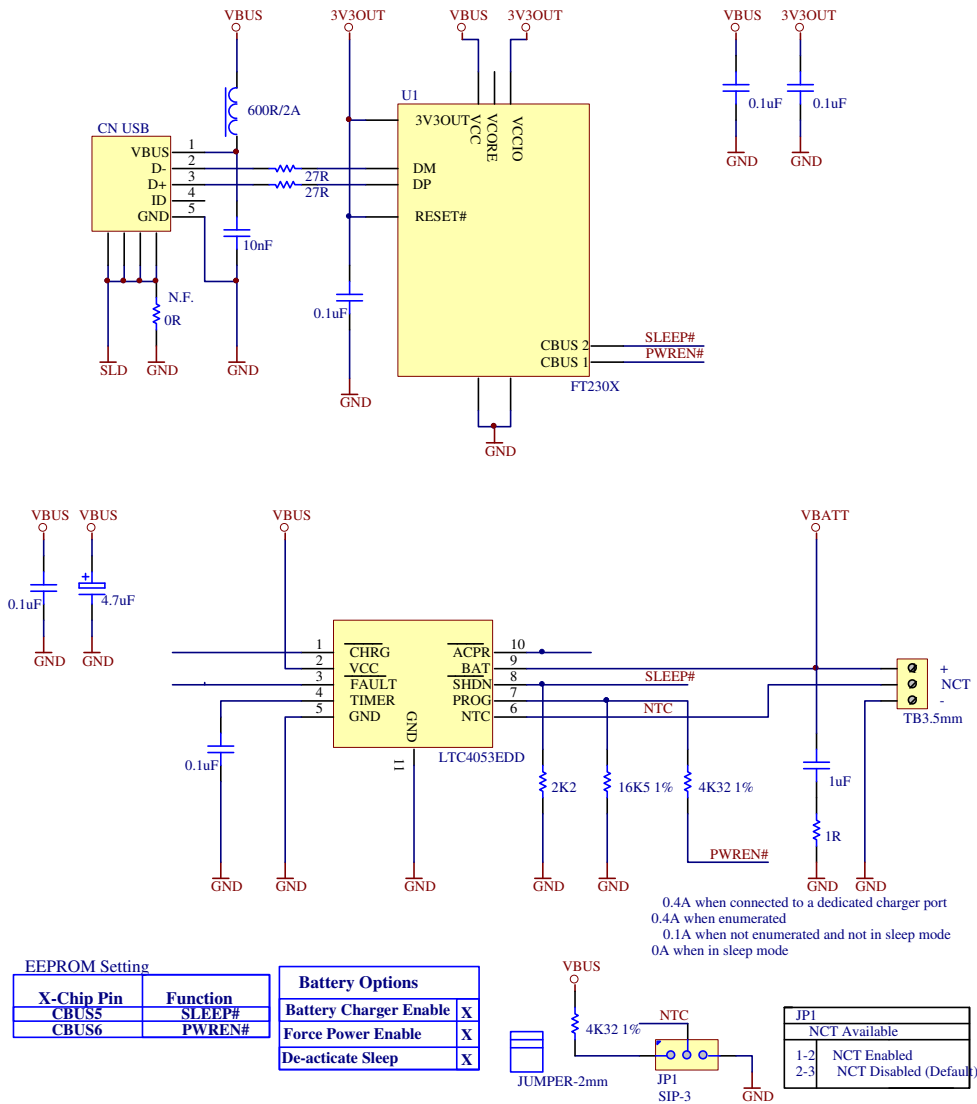 VBUS
3V3OUT
VBUS
3V3OUT
VBUS
3V3OUT
600R/2A
U1
0.1uF
0.1uF
CN USB
3V3OUT
VCC
VCORE
VCCIO
VBUS
1
D-
2
D+
3
ID
4
GND
5
27R
27R
DM
DP
RESET#
GND
GND
10nF
N.F.
0R
0.1uF
SLD
GND
GND
GND
CBUS 2
SLEEP#
CBUS 1
PWREN#
FT230X
GND
VBUS
VBUS
VBUS
VBATT
0.1uF
+
4.7uF
GND
GND
1
CHRG
2
VCC
3
FAULT
4
TIMER
5
GND
GND
11
ACPR
10
BAT
9
SHDN
8
PROG
7
NTC
6
SLEEP#
NTC
+
NCT
-
TB3.5mm
LTC4053EDD
0.1uF
2K2
16K5 1%
4K32 1%
1uF
1R
PWREN#
GND
GND
GND
GND
GND
GND
GND
0.4A when connected to a dedicated charger port
0.4A when enumerated
0.1A when not enumerated and not in sleep mode
0A when in sleep mode
EEPROM Setting
X-Chip Pin
Function
CBUS5
SLEEP#
CBUS6
PWREN#
Battery Options
Battery Charger Enable
X
Force Power Enable
X
De-acticate Sleep
X
JUMPER-2mm
VBUS
4K32 1%
NTC
JP1
SIP-3
GND
JP1
NCT Available
1-2
NCT Enabled
2-3
NCT Disabled (Default)